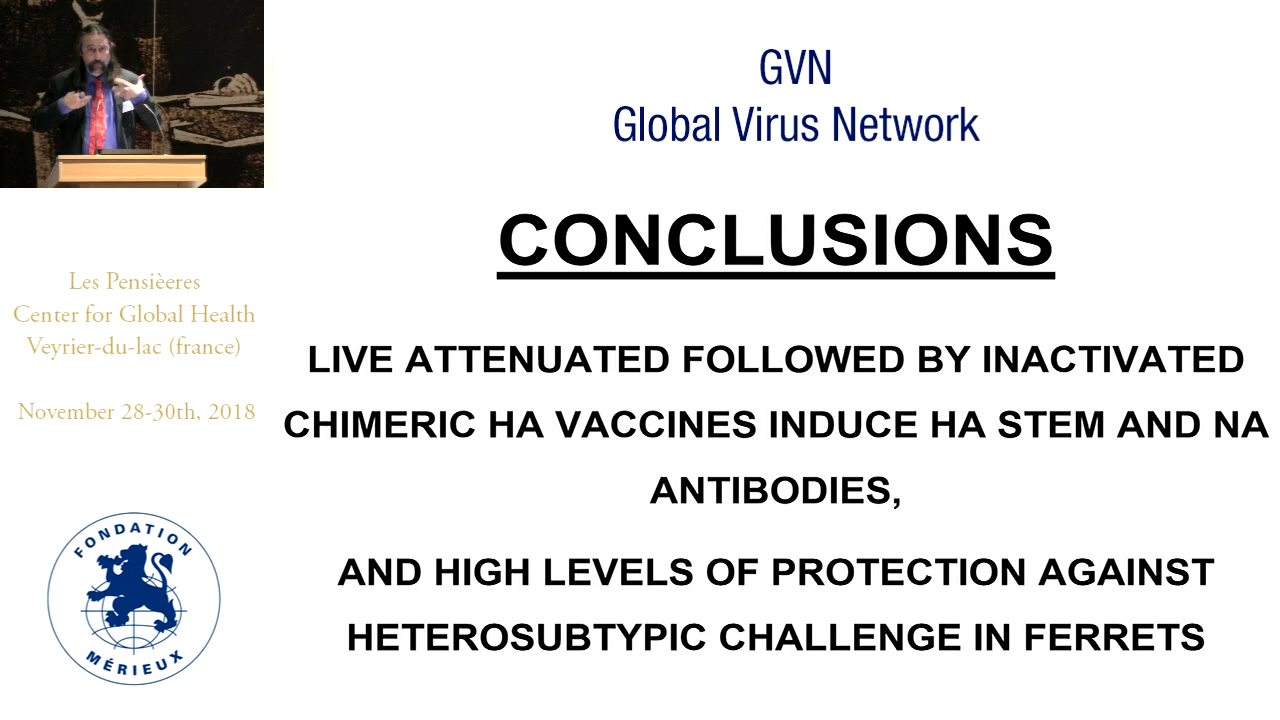 GVN
Global Virus Network
CONCLUSIONS
Les Pensièeres
Center for Global Health
Veyrier-du-lac (france)
November 28-30th, 2018
LIVE ATTENUATED FOLLOWED BY INACTIVATED
CHIMERIC HA VACCINES INDUCE HA STEM AND NA
ANTIBODIES,
AND HIGH LEVELS OF PROTECTION AGAINST
HETEROSUBTYPIC CHALLENGE IN FERRETS
FONDATION
MÉRIEUX